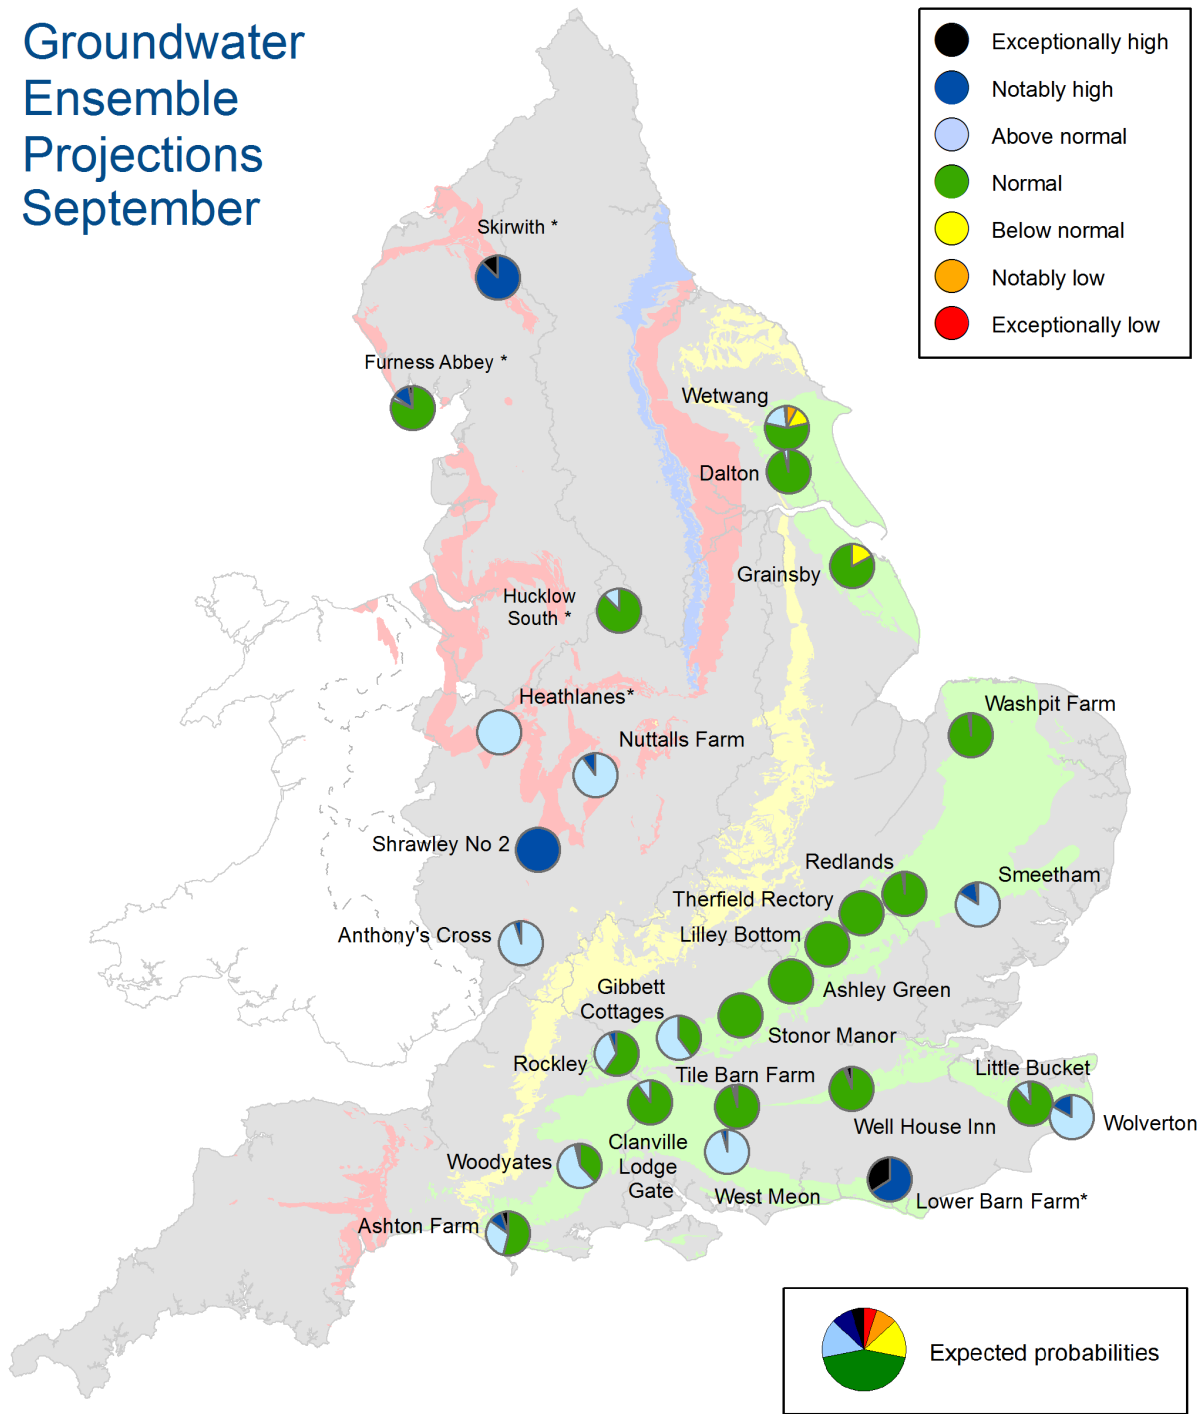 Groundwater
Ensemble
Projections
September
Exceptionally high
Notably high
Above normal
Normal
Below normal
Notably low
Exceptionally low
Skirwith *
Furness Abbey *
Wetwang
Dalton
Grainsby
Hucklow
South *
Heathlanes*
Nuttalls Farm
Washpit Farm
Shrawley No 2
Redlands
Smeetham
Therfield Rectory
Anthony's Cross
Lilley Bottom
Gibbett
Cottages
Ashley Green
Stonor Manor
Rockley
Tile Barn Farm
Little Bucket
Well House Inn
Wolverton
Clanville
Lodge
Gate
Woodyates
West Meon
Lower Barn Farm*
Ashton Farm
Expected probabilities